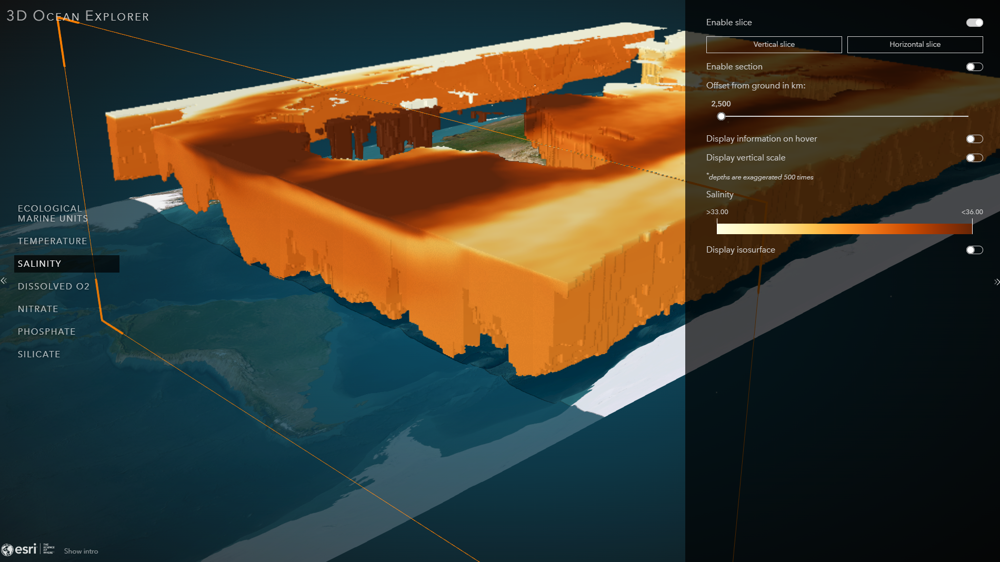 3D Ocean Explorer
ECOLOGICAL
MARINE UNITS
TEMPERATURE
SALINITY
DISSOLVED O2
NITRATE
PHOSPHATE
SILICATE
esri
THE
SCIENCE
OF
WHERE
Show intro
Enable slice
Vertical slice
Horizontal slice
Enable section
Offset from ground in km:
2,500
Display information on hover
Display vertical scale
*depths are exaggerated 500 times
Salinity
>33.00
<36.00
Display isosurface